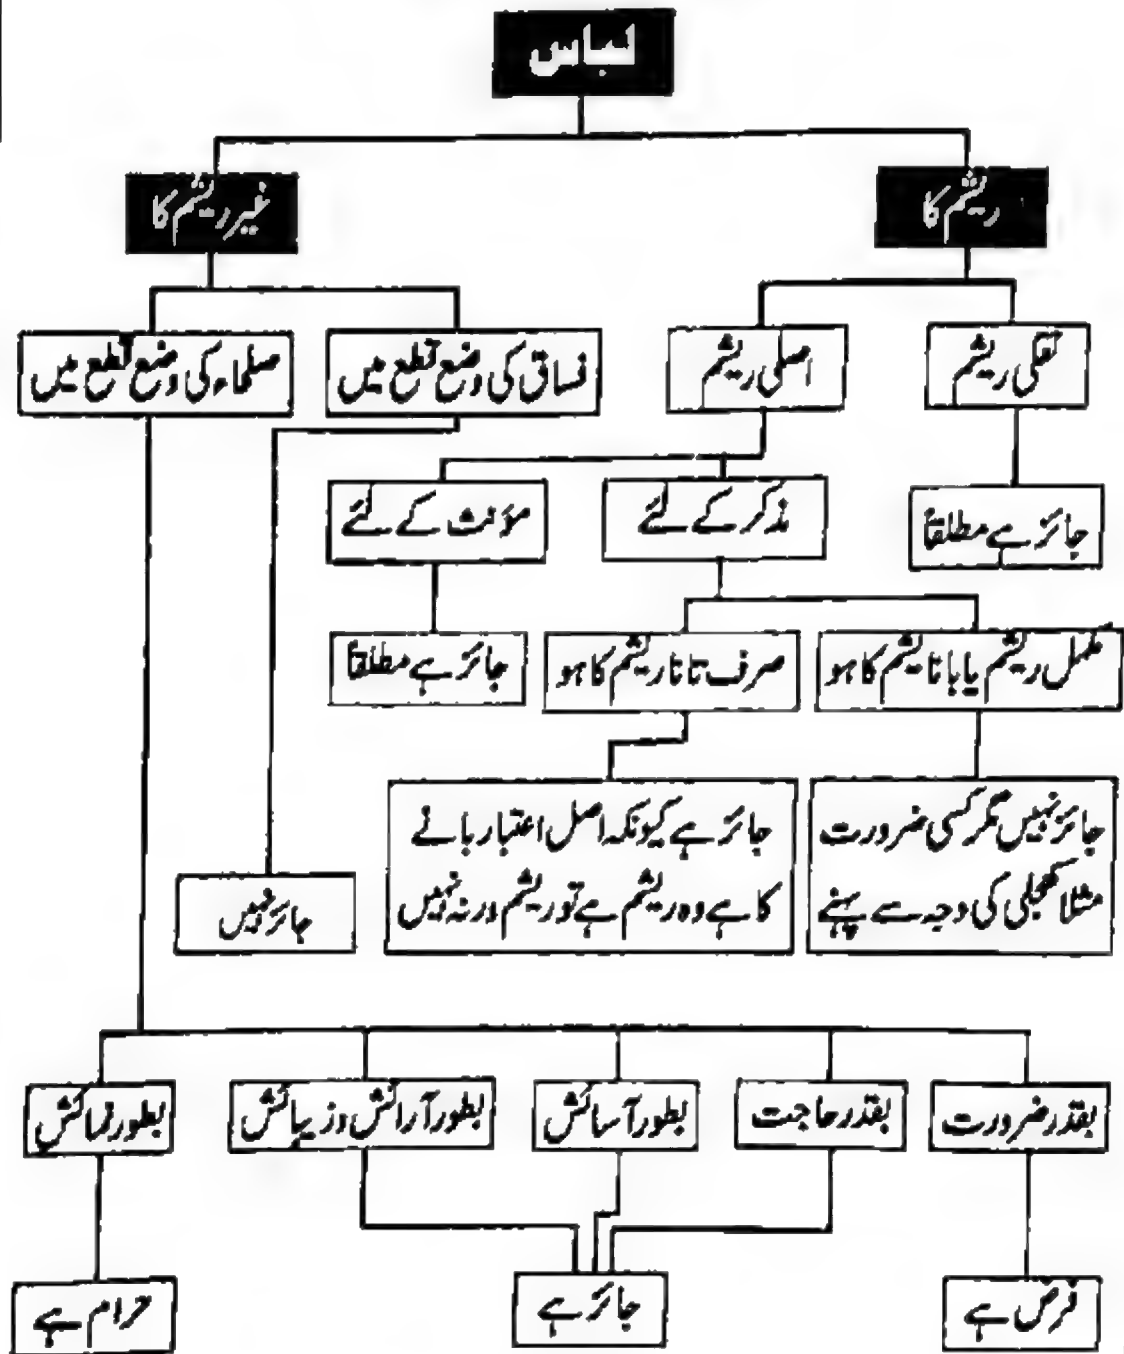 لباس
ریشم کا
غیر ریشم کا
نقلی ریشم
اصلی ریشم
فساق کی وضع قطع میں
صلحاء کی وضع قطع میں
جائز ہے مطلقاً
مذکر کے لئے
مؤنث کے لئے
مکمل ریشم یا بانا ریشم کا ہو
صرف تانا ریشم کا ہو
جائز ہے مطلقاً
جائز نہیں مگر کسی ضرورت
مثلا کھجلی کی وجہ سے پہنے
جائز ہے کیونکہ اصل اعتبار بانے
کا ہے وہ ریشم ہے تو ریشم ورنہ نہیں
جائز نہیں
بقدر ضرورت
بقدر حاجت
بطور آسائش
بطور آرائش و زیبائش
بطور نمائش
فرض ہے
جائز ہے
حرام ہے